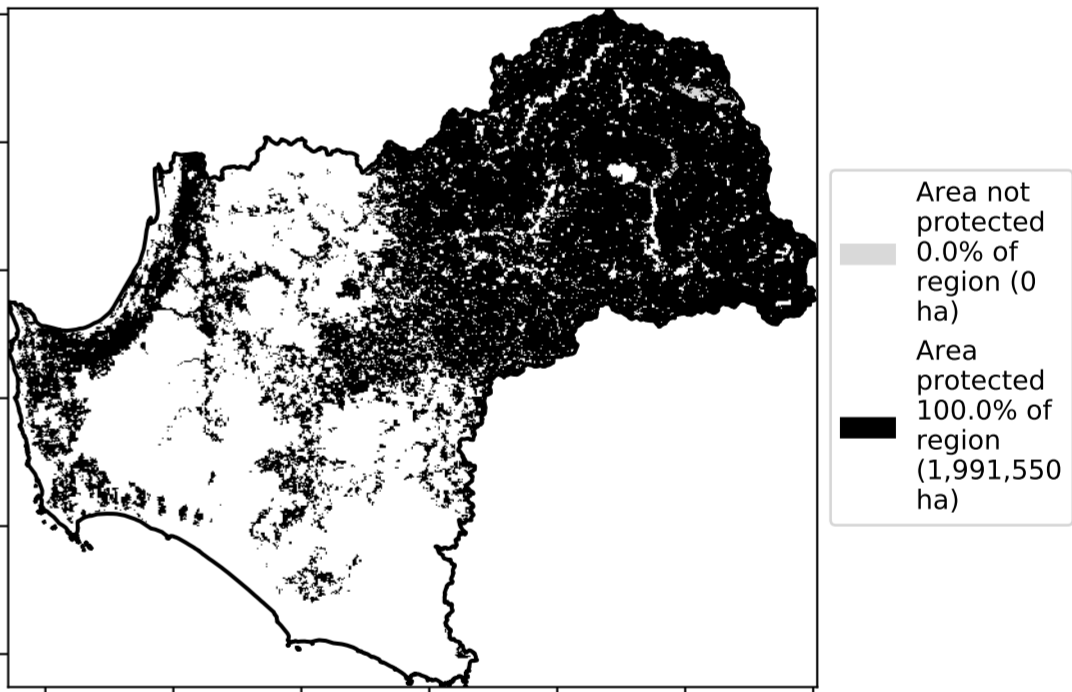 Area not
protected
0.0% of
region (0
ha)
Area
protected
100.0% of
region
(1,991,550
ha)